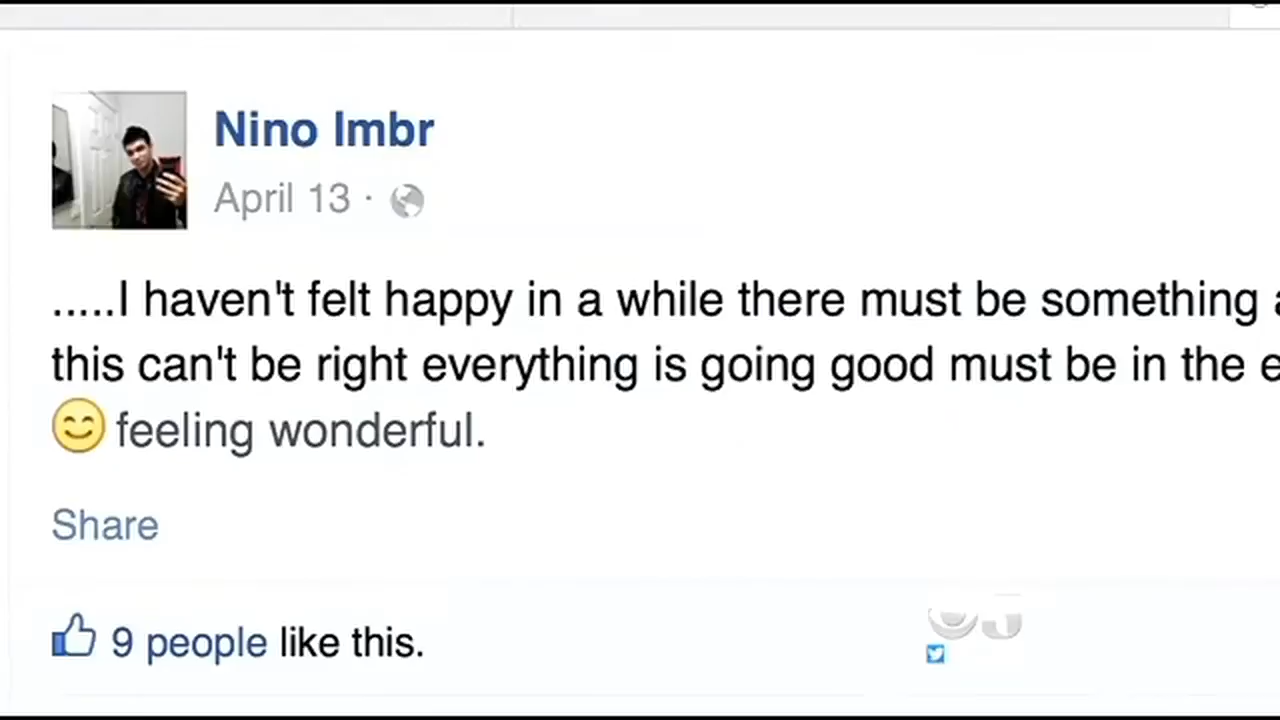 Nino Imbr
April 13 ·
.....I haven't felt happy in a while there must be something
this can't be right everything is going good must be in the
feeling wonderful.
Share
9 people like this.